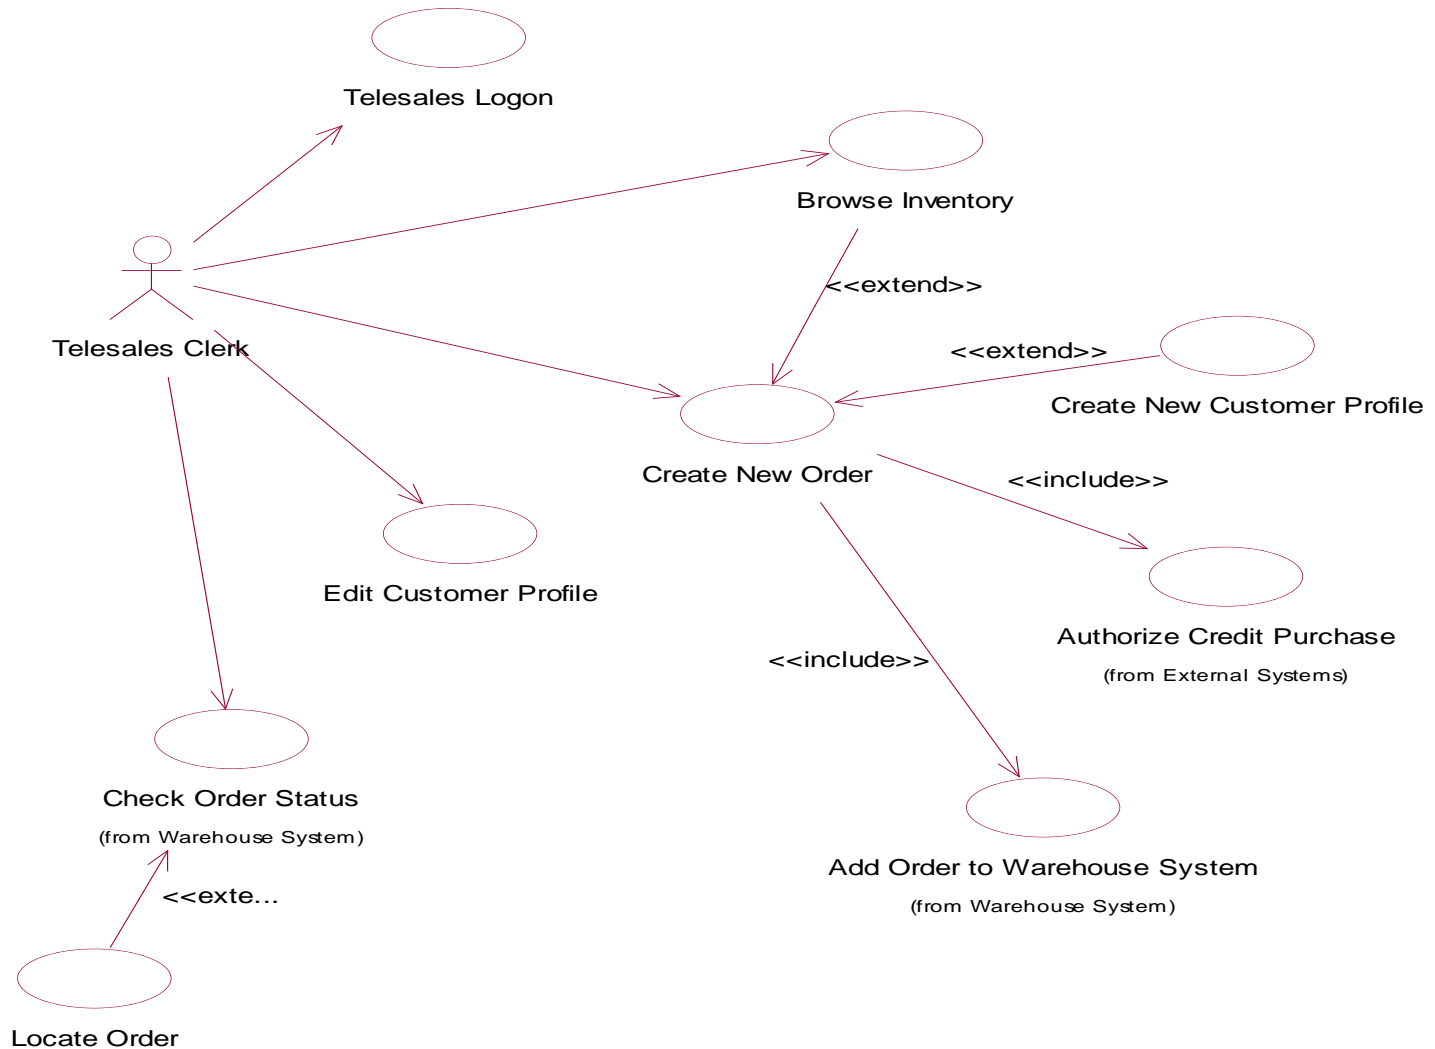 Telesales Logon
Browse Inventory
<<extend>>
Telesales Clerk
<<extend>>
Create New Customer Profile
Create New Order
<<include>>
Edit Customer Profile
Authorize Credit Purchase
(from External Systems)
<<include>>
Check Order Status
(from Warehouse System)
Add Order to Warehouse System
(from Warehouse System)
<<exte...
Locate Order